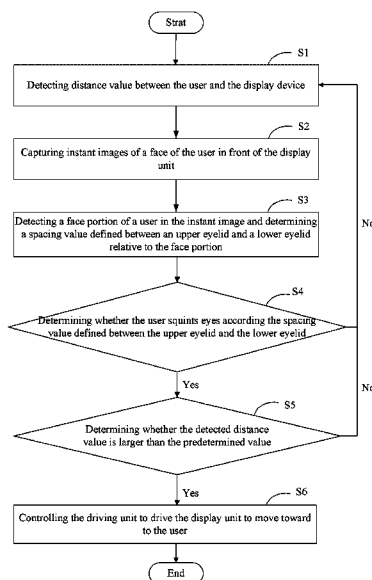 Strat
S1
Detecting distance value between the user and the display device
S2
Capturing instant images of a face of the user in front of the display
unit
S3
Detecting a face portion of a user in the instant image and determining
a spacing value defined between an upper eyelid and a lower eyelid
relative to the face portion
No
S4
Determining whether the user squints eyes according the spacing
value defined between the upper eyelid and the lower eyelid
Yes
No
S5
Determining whether the detected distance
value is larger than the predetermined value
Yes
S6
Controlling the driving unit to drive the display unit to move toward
to the user
End